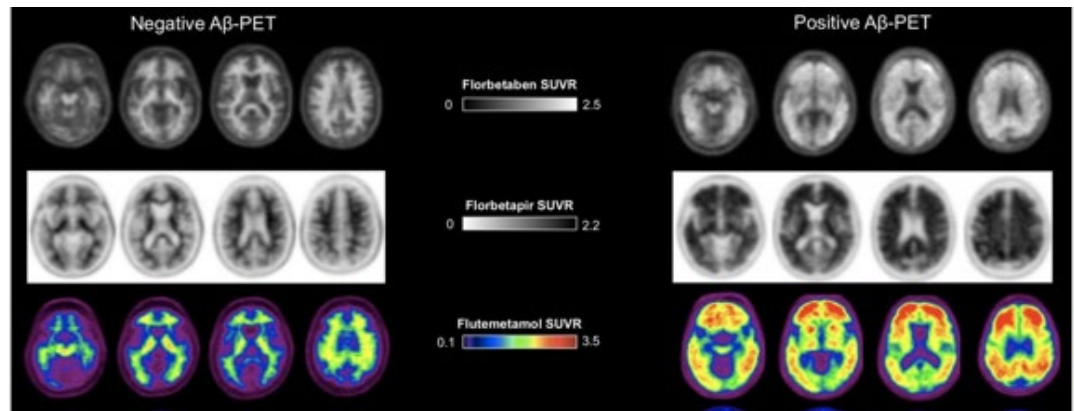 Negative Aβ-PET
Positive Aβ-PET
Florbetaben SUVR
0 2.5
Florbetapir SUVR
0 2.2
Flutemetamol SUVR
0.1 3.5